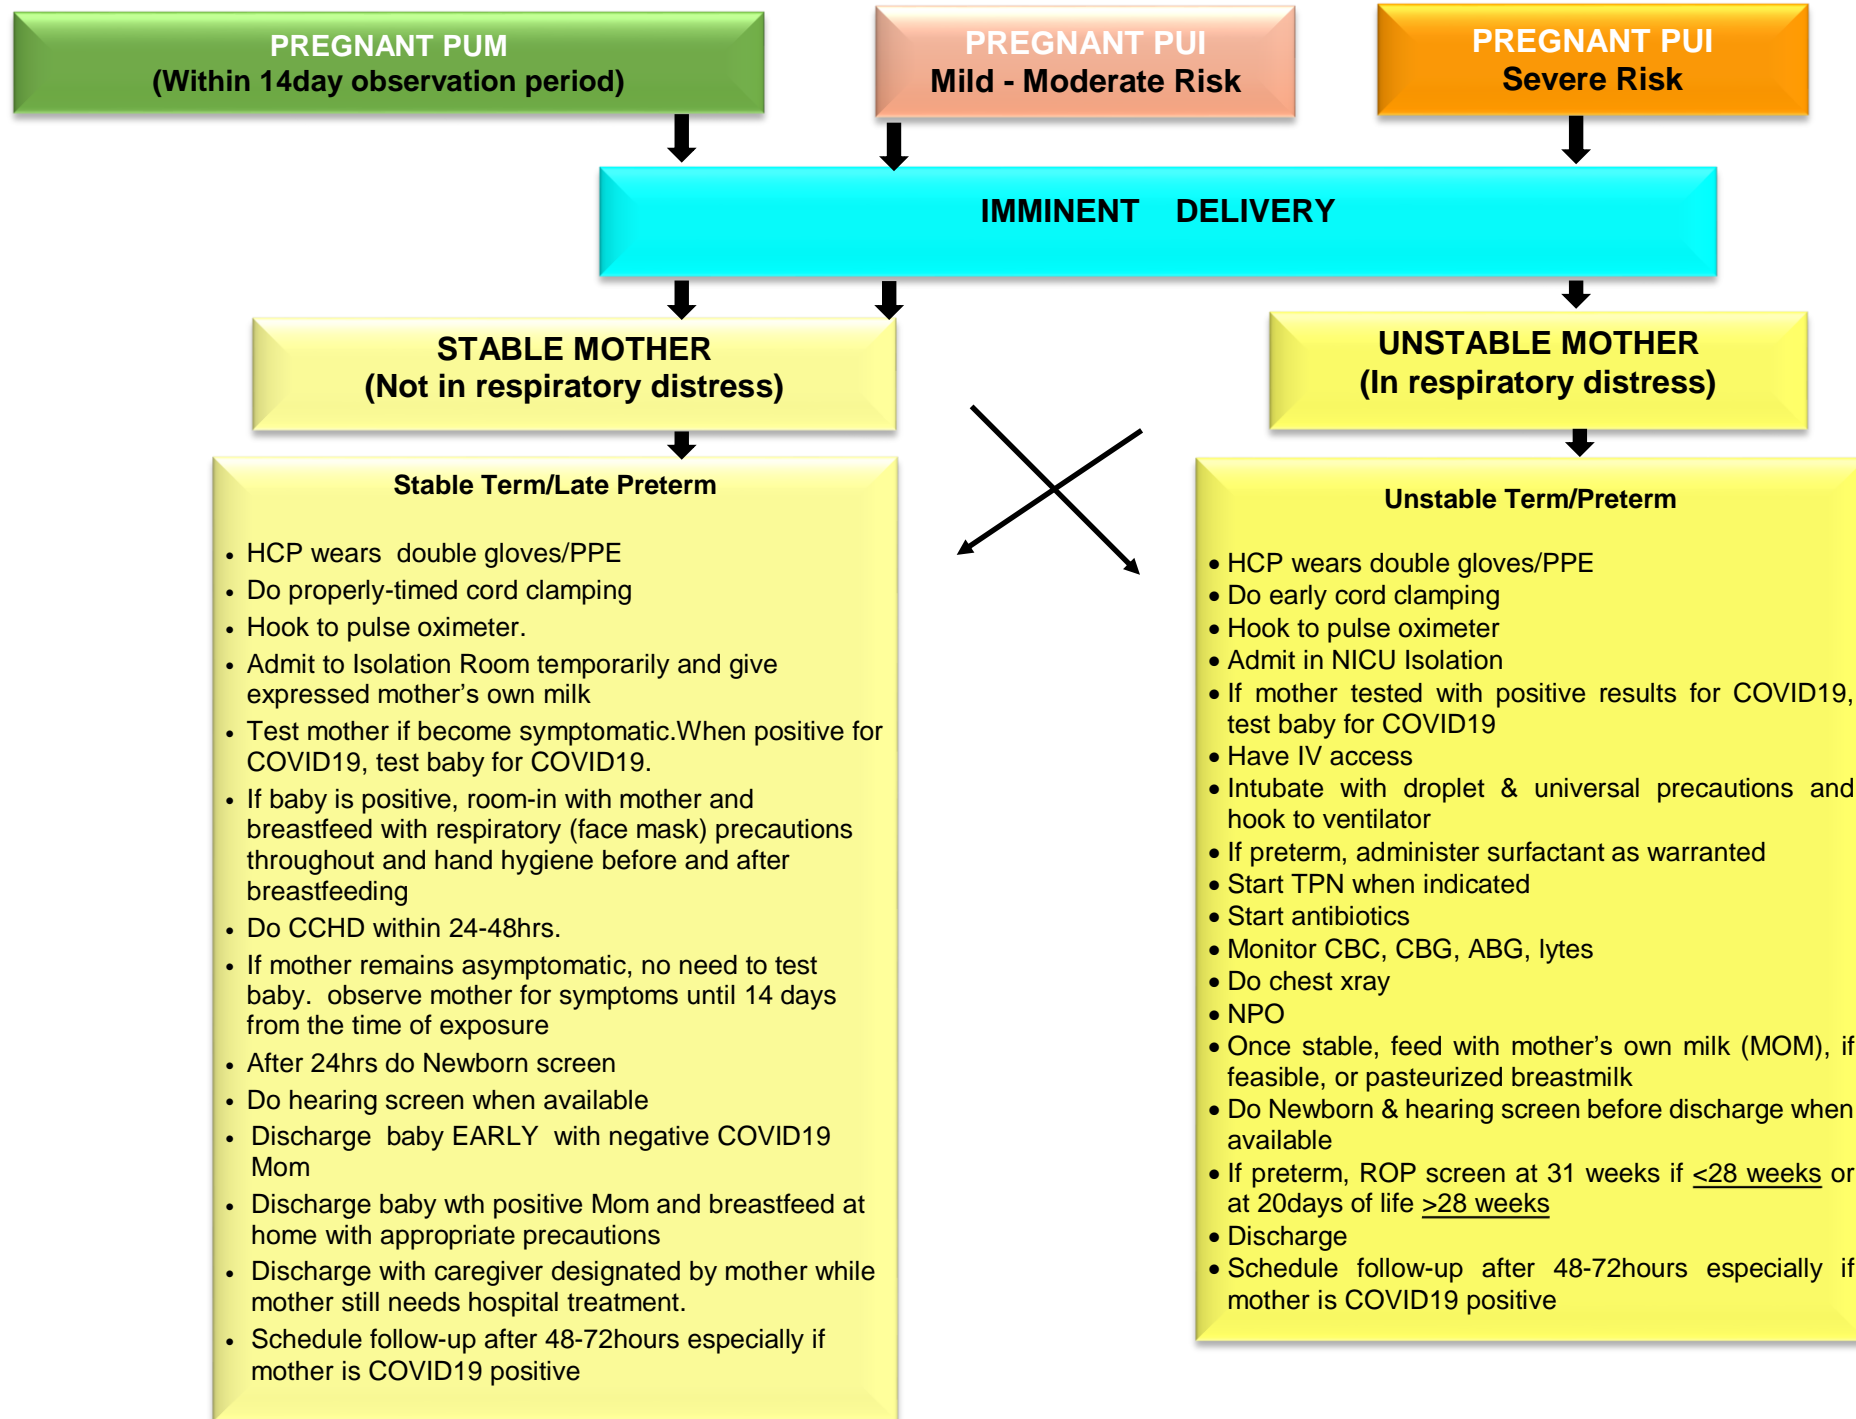 PREGNANT PUM
(Within 14day observation period)
PREGNANT PUI
Mild - Moderate Risk
PREGNANT PUI
Severe Risk
IMMINENT DELIVERY
STABLE MOTHER
(Not in respiratory distress)
UNSTABLE MOTHER
(In respiratory distress)
Stable Term/Late Preterm
• HCP wears double gloves/PPE
• Do properly-timed cord clamping
• Hook to pulse oximeter.
• Admit to Isolation Room temporarily and give
expressed mother’s own milk
• Test mother if become symptomatic.When positive for
COVID19, test baby for COVID19.
• If baby is positive, room-in with mother and
breastfeed with respiratory (face mask) precautions
throughout and hand hygiene before and after
breastfeeding
• Do CCHD within 24-48hrs.
• If mother remains asymptomatic, no need to test
baby. observe mother for symptoms until 14 days
from the time of exposure
• After 24hrs do Newborn screen
• Do hearing screen when available
• Discharge baby EARLY with negative COVID19
Mom
• Discharge baby wth positive Mom and breastfeed at
home with appropriate precautions
• Discharge with caregiver designated by mother while
mother still needs hospital treatment.
• Schedule follow-up after 48-72hours especially if
mother is COVID19 positive
Unstable Term/Preterm
• HCP wears double gloves/PPE
• Do early cord clamping
• Hook to pulse oximeter
• Admit in NICU Isolation
• If mother tested with positive results for COVID19,
test baby for COVID19
• Have IV access
• Intubate with droplet & universal precautions and
hook to ventilator
• If preterm, administer surfactant as warranted
• Start TPN when indicated
• Start antibiotics
• Monitor CBC, CBG, ABG, lytes
• Do chest xray
• NPO
• Once stable, feed with mother’s own milk (MOM), if
feasible, or pasteurized breastmilk
• Do Newborn & hearing screen before discharge when
available
• If preterm, ROP screen at 31 weeks if <28 weeks or
at 20days of life >28 weeks
• Discharge
• Schedule follow-up after 48-72hours especially if
mother is COVID19 positive